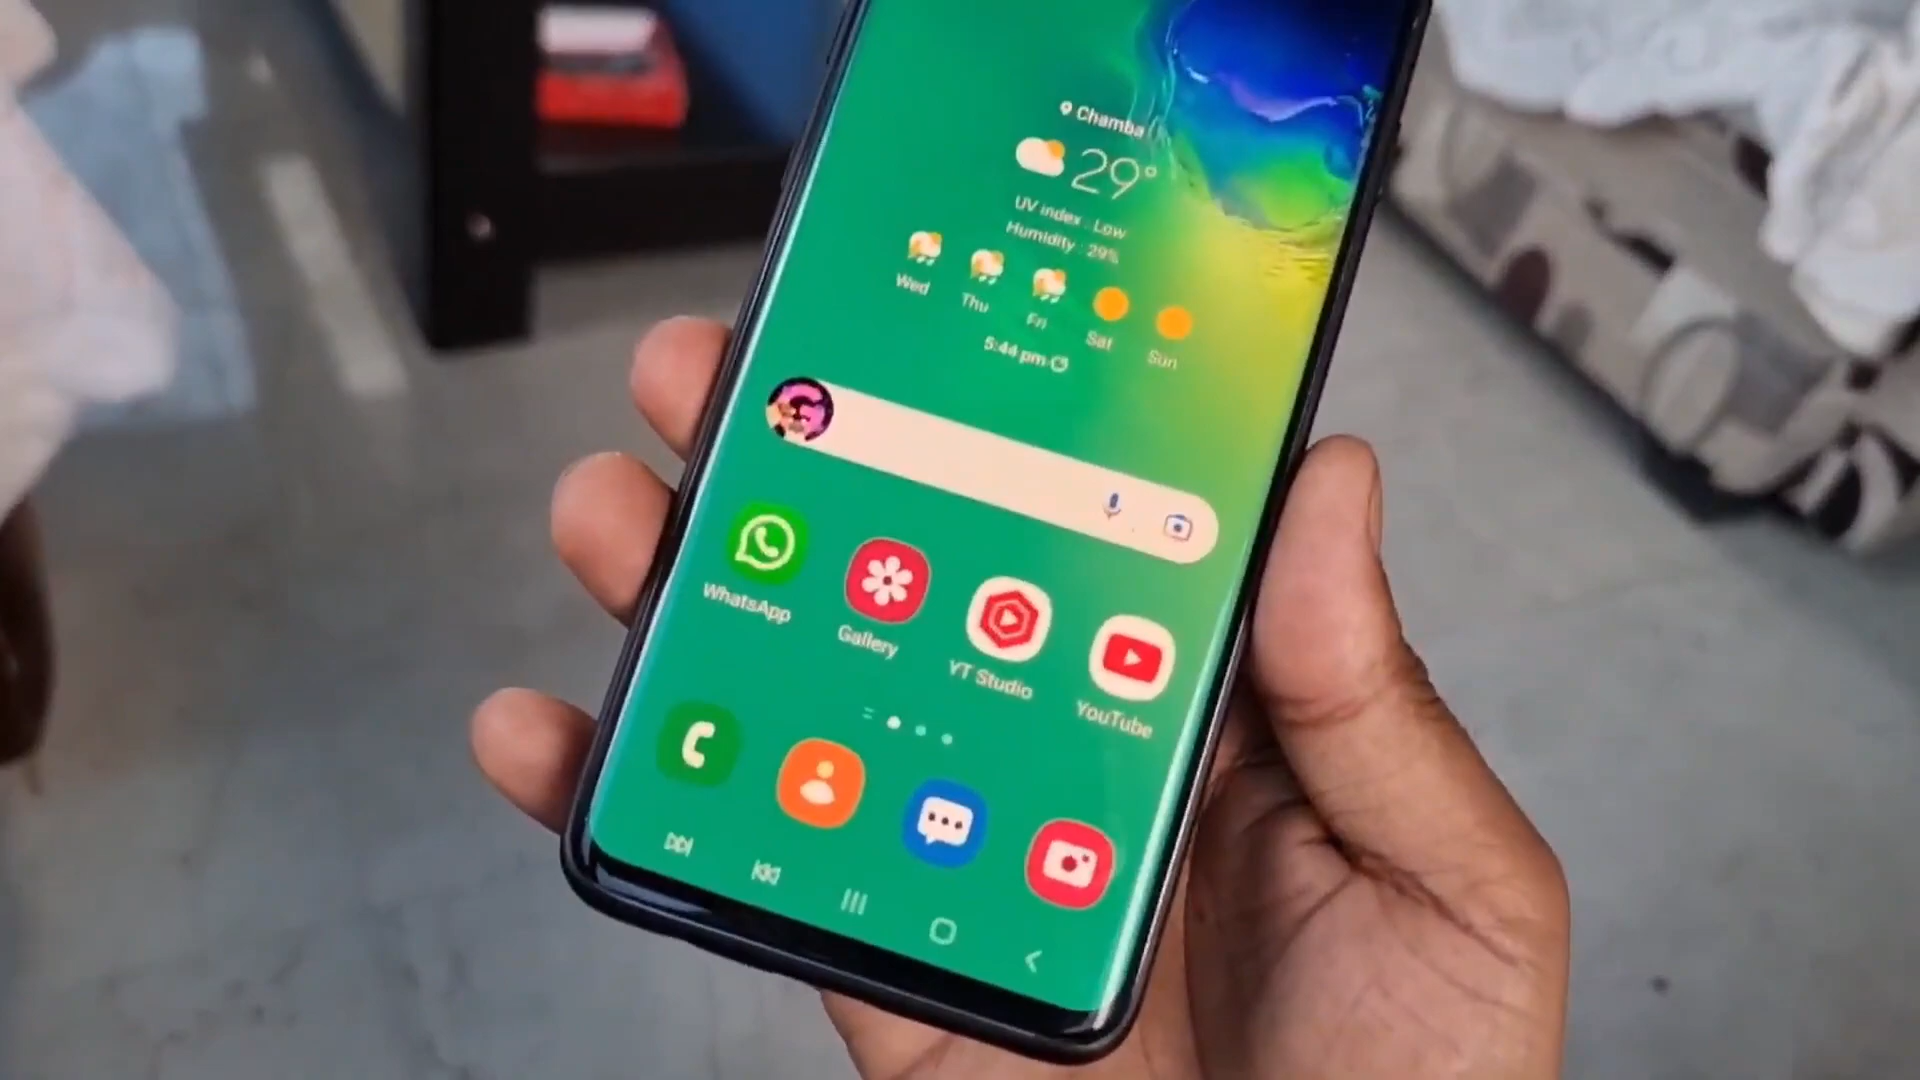 Chamba
29°
UV index : Low
Humidity : 29%
Wed Thu Fri Sat Sun
5:44 pm
WhatsApp Gallery YT Studio YouTube